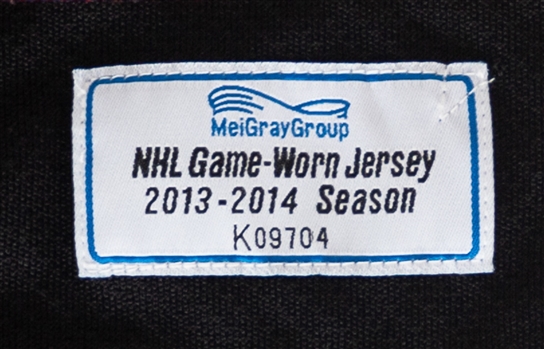 MeiGrayGroup
NHL Game-Worn Jersey
2013-2014 Season
K09704